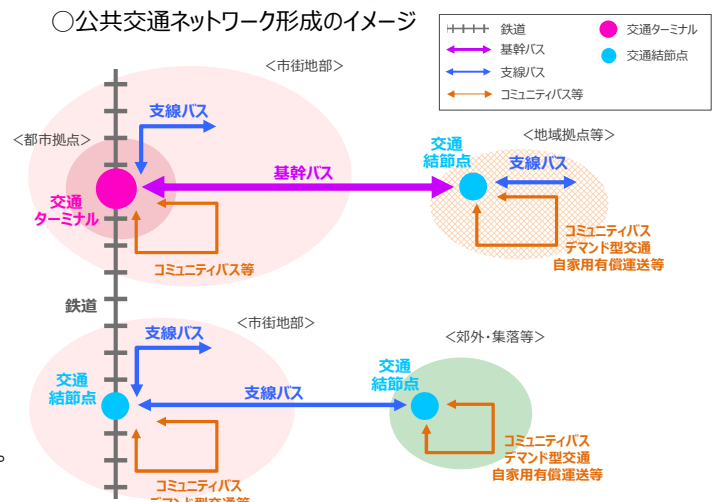 ○公共交通ネットワーク形成のイメージ
鉄道
基幹バス
支線バス
コミュニティバス等
交通ターミナル
交通結節点
<市街地部>
支線バス
<都市拠点>
基幹バス
交通
ターミナル
コミュニティバス等
<地域拠点等>
交通
結節点
支線バス
コミュニティバス
デマンド型交通
自家用有償運送等
鉄道
<市街地部>
支線バス
交通
結節点
支線バス
コミュニティバス
デマンド型交通等
<郊外・集落等>
交通
結節点
コミュニティバス
デマンド型交通
自家用有償運送等
。